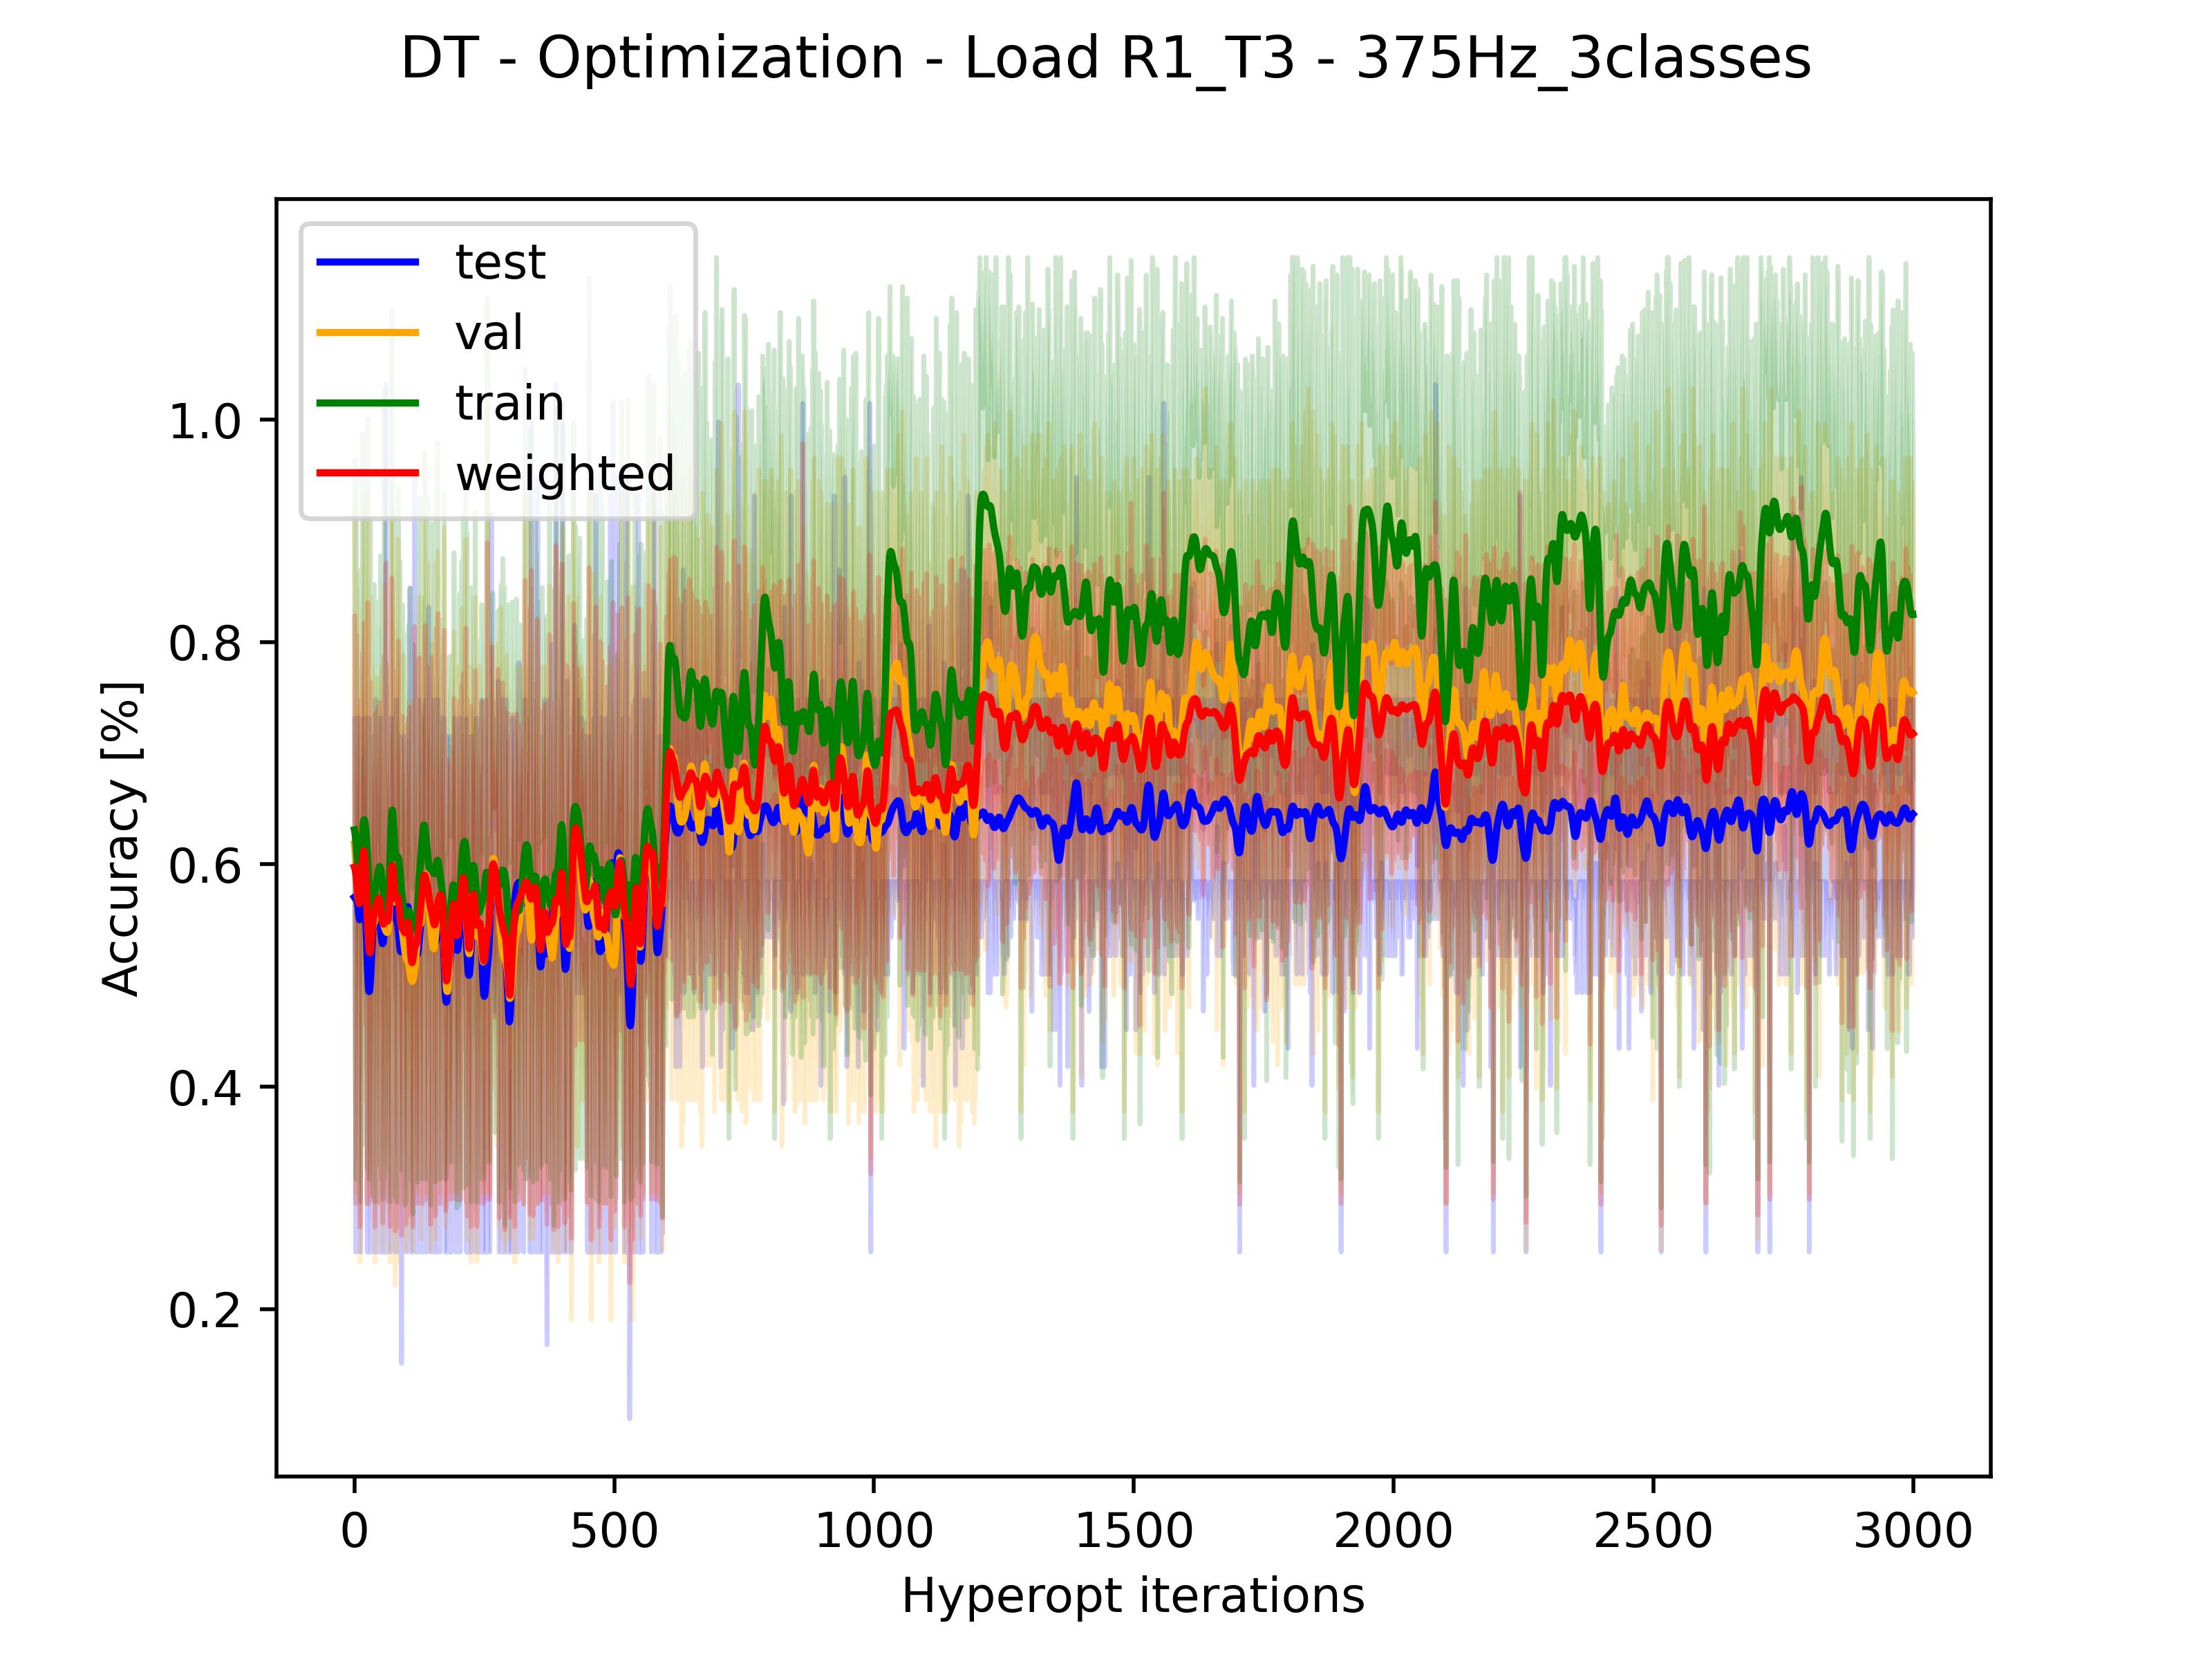 DT - Optimization - Load R1_T3 - 375Hz_3classes
test
val
train
weighted
1.0
0.8
0.6
0.4
0.2
Accuracy [%]
0 500 1000 1500 2000 2500 3000
Hyperopt iterations